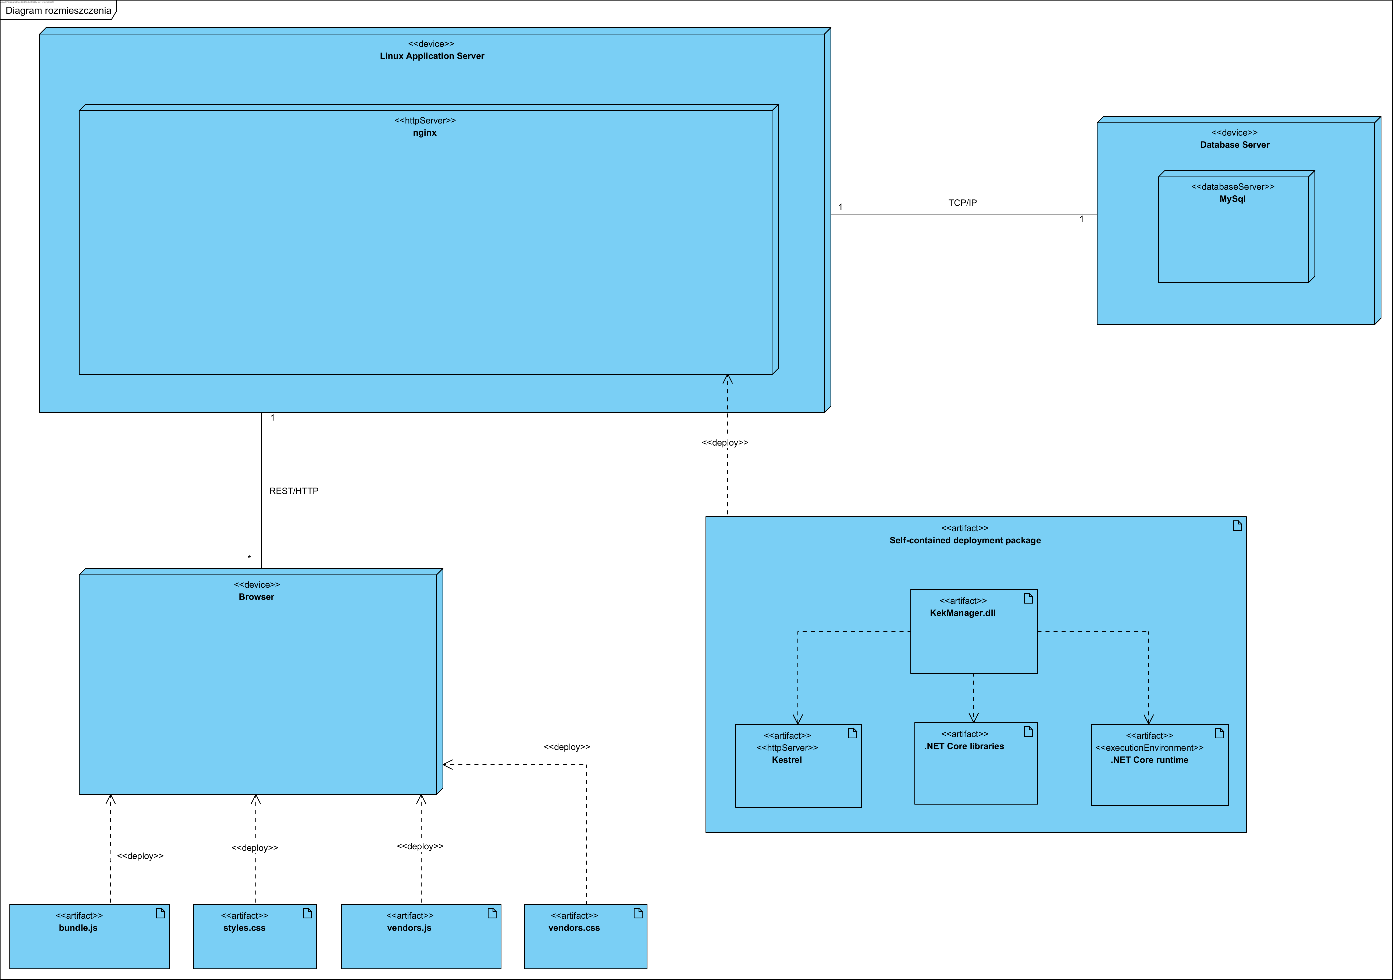 Diagram rozmieszczenia
<<device>>
Linux Application Server
<<httpServer>>
nginx
<<device>>
Database Server
<<databaseServer>>
MySql
1
TCP/IP
1
1
REST/HTTP
*
<<deploy>>
<<artifact>>
Self-contained deployment package
<<artifact>>
KekManager.dll
<<artifact>>
<<httpServer>>
Kestrel
<<artifact>>
.NET Core libraries
<<artifact>>
<<executionEnvironment>>
.NET Core runtime
<<device>>
Browser
<<deploy>>
<<deploy>>
<<deploy>>
<<deploy>>
<<artifact>>
bundle.js
<<artifact>>
styles.css
<<artifact>>
vendors.js
<<artifact>>
vendors.css